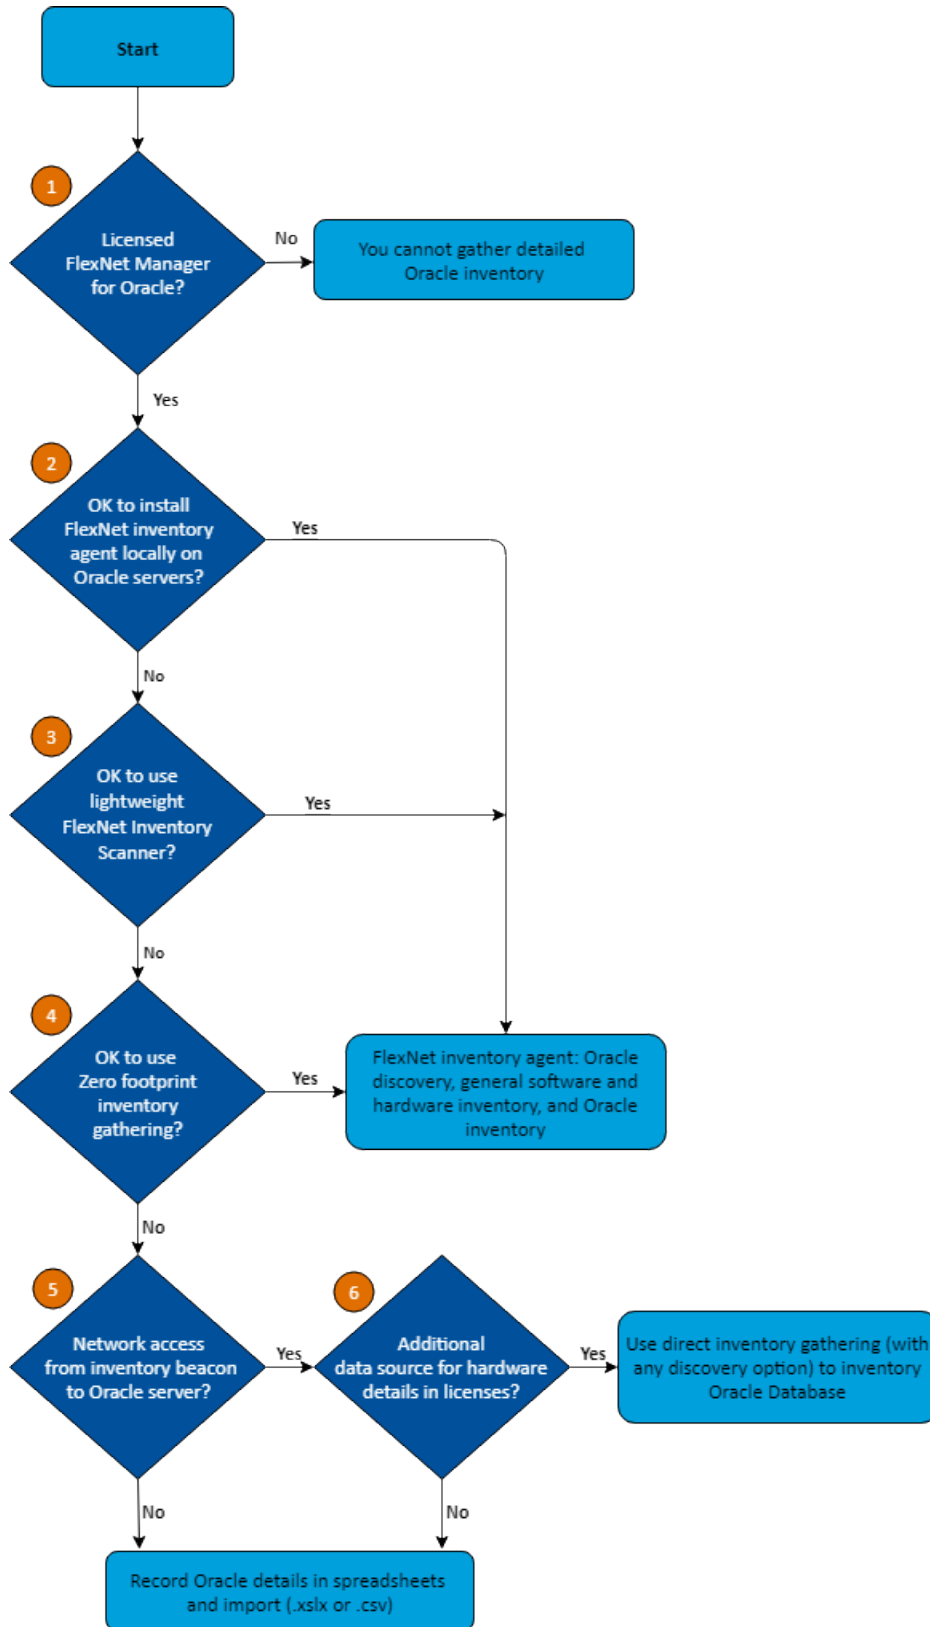 Start
1
Licensed
FlexNet Manager
for Oracle?
No
You cannot gather detailed
Oracle inventory
Yes
2
OK to install
FlexNet inventory
agent locally on
Oracle servers?
Yes
No
3
OK to use
lightweight
FlexNet Inventory
Scanner?
Yes
No
4
OK to use
Zero footprint
inventory
gathering?
Yes
FlexNet inventory agent: Oracle
discovery, general software and
hardware inventory, and Oracle
inventory
No
5
Network access
from inventory beacon
to Oracle server?
Yes
6
Additional
data source for hardware
details in licenses?
Yes
Use direct inventory gathering (with
any discovery option) to inventory
Oracle Database
No
No
Record Oracle details in spreadsheets
and import (.xslx or .csv)